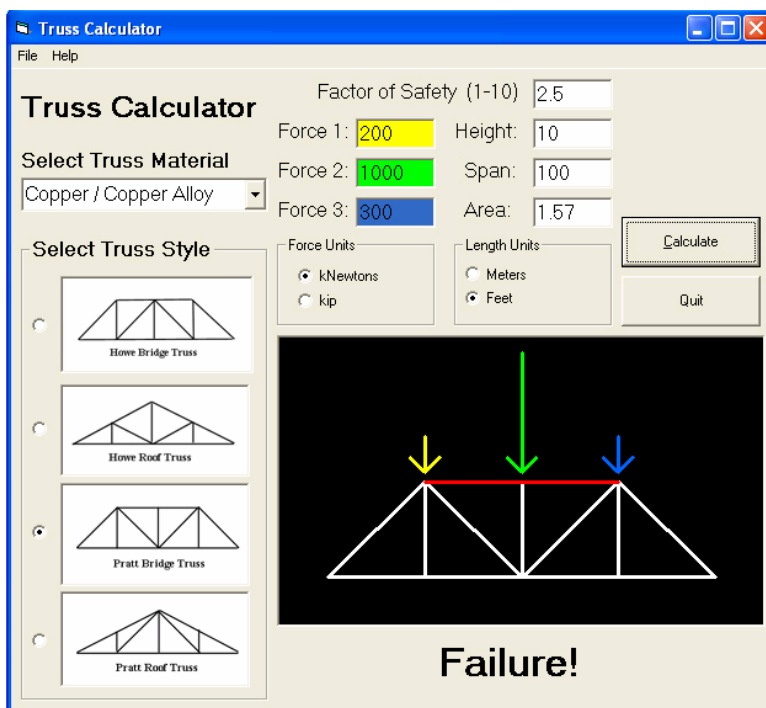 Truss Calculator
File Help
Truss Calculator
Select Truss Material
Copper / Copper Alloy
Select Truss Style
Howe Bridge Truss
Howe Roof Truss
Pratt Bridge Truss
Pratt Roof Truss
Factor of Safety (1-10) 2.5
Force 1: 200 Height: 10
Force 2: 1000 Span: 100
Force 3: 300 Area: 1.57
Force Units
kNewtons
kip
Length Units
Meters
Feet
Calculate
Quit
Failure!